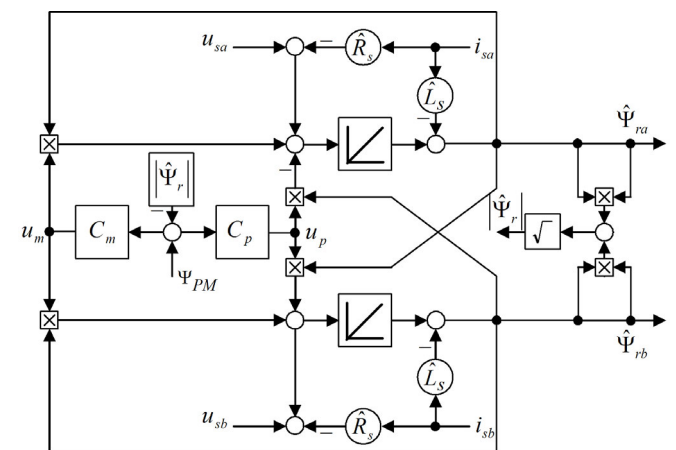 u_sa
R̂_s
i_sa
L̂_s
Ψ̂_ra
|Ψ̂_r|
|Ψ̂_r|
√
u_m
C_m
C_p
u_p
Ψ_PM
Ψ̂_rb
L̂_s
u_sb
R̂_s
i_sb